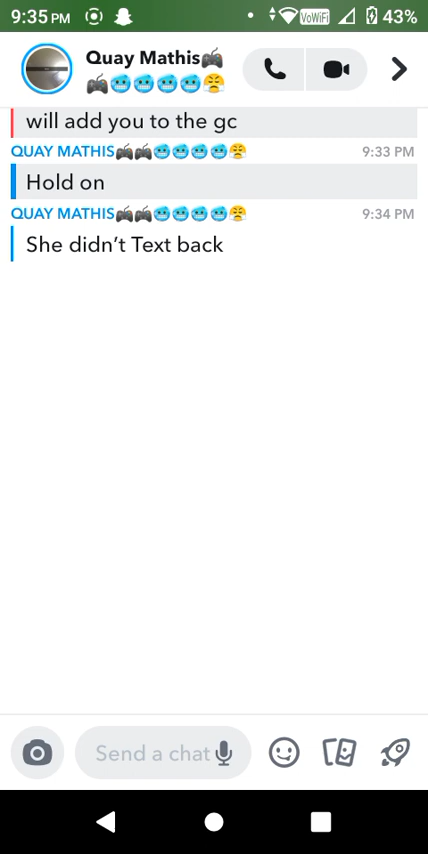 9:35 PM VoWiFi 43%
Quay Mathis🎮
🎮🥶🥶🥶🥶😤
will add you to the gc
QUAY MATHIS🎮🎮🥶🥶🥶🥶😤 9:33 PM
Hold on
QUAY MATHIS🎮🎮🥶🥶🥶🥶😤 9:34 PM
She didn’t Text back
Send a chat